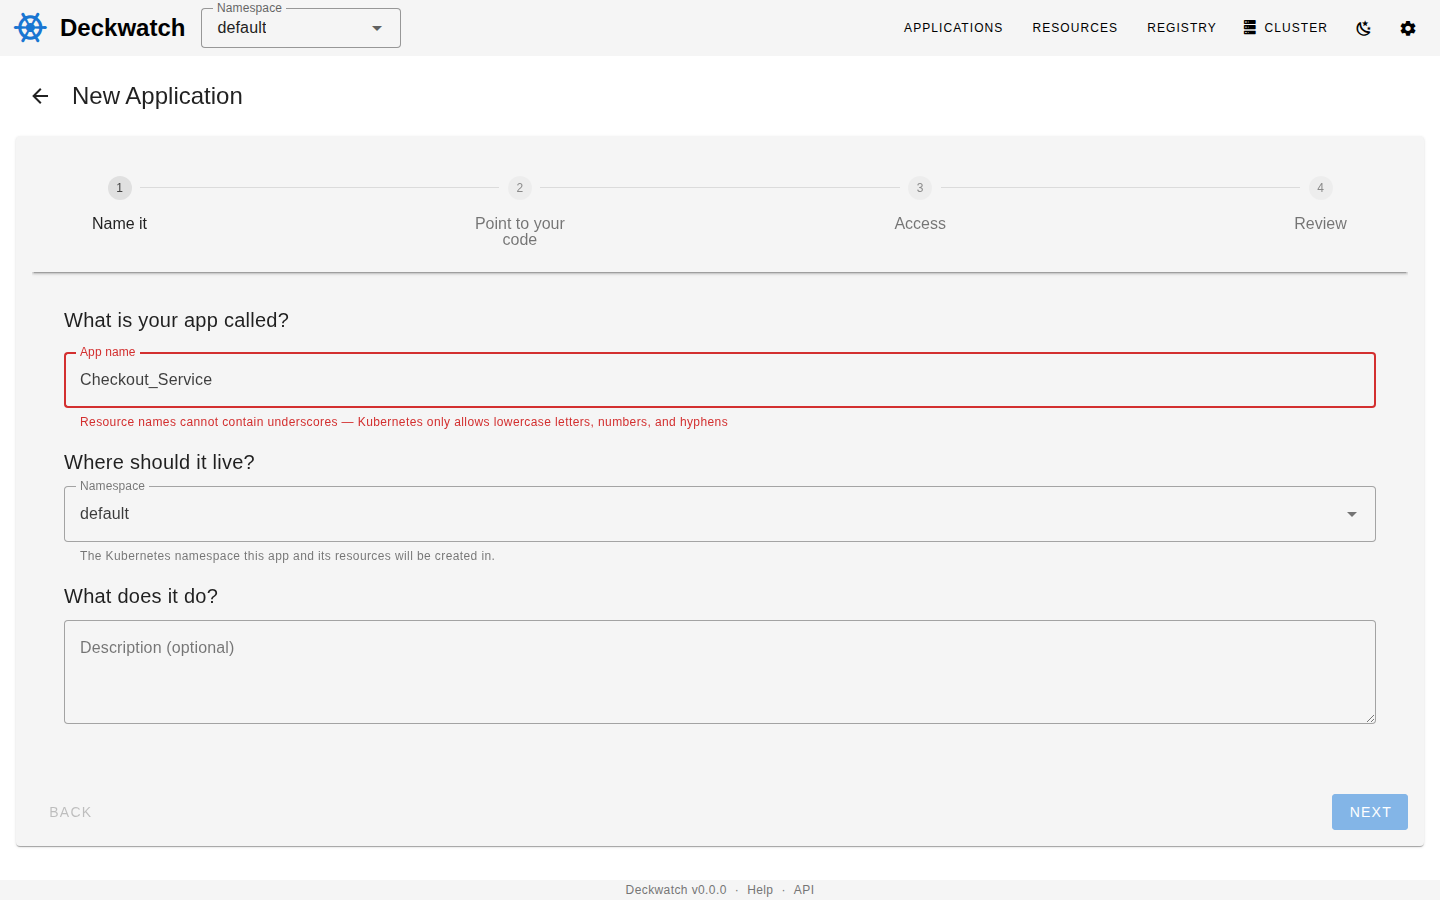 Namespace
Deckwatch
default
APPLICATIONS
RESOURCES
REGISTRY
CLUSTER
New Application
1
2
3
4
Name it
Point to your
code
Access
Review
What is your app called?
App name
Checkout_Service
Resource names cannot contain underscores — Kubernetes only allows lowercase letters, numbers, and hyphens
Where should it live?
Namespace
default
The Kubernetes namespace this app and its resources will be created in.
What does it do?
Description (optional)
BACK
NEXT
Deckwatch v0.0.0 · Help · API